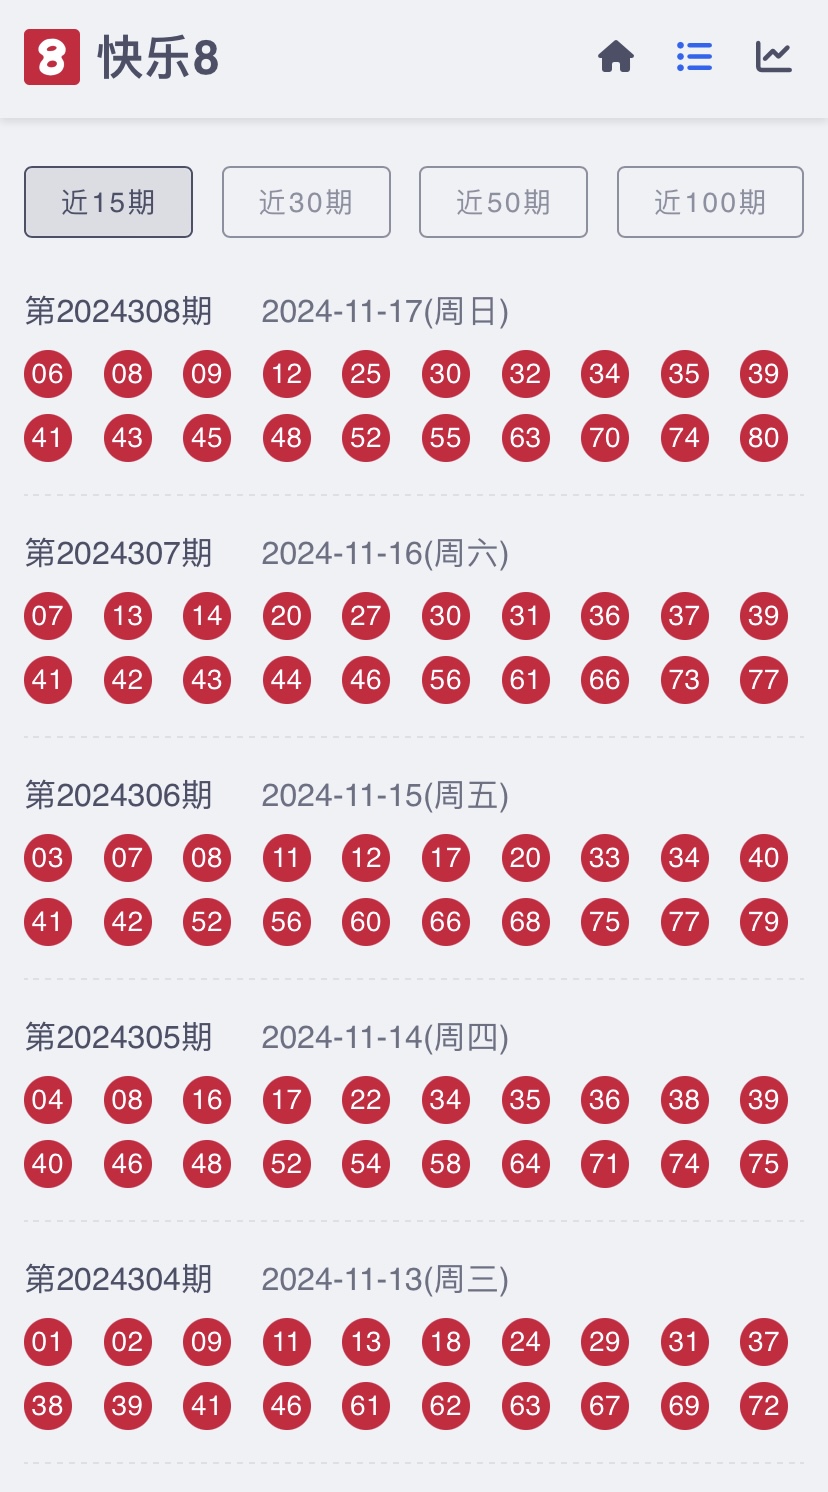 8 快乐8
近15期 近30期 近50期 近100期
第2024308期 2024-11-17(周日)
06 08 09 12 25 30 32 34 35 39
41 43 45 48 52 55 63 70 74 80
第2024307期 2024-11-16(周六)
07 13 14 20 27 30 31 36 37 39
41 42 43 44 46 56 61 66 73 77
第2024306期 2024-11-15(周五)
03 07 08 11 12 17 20 33 34 40
41 42 52 56 60 66 68 75 77 79
第2024305期 2024-11-14(周四)
04 08 16 17 22 34 35 36 38 39
40 46 48 52 54 58 64 71 74 75
第2024304期 2024-11-13(周三)
01 02 09 11 13 18 24 29 31 37
38 39 41 46 61 62 63 67 69 72